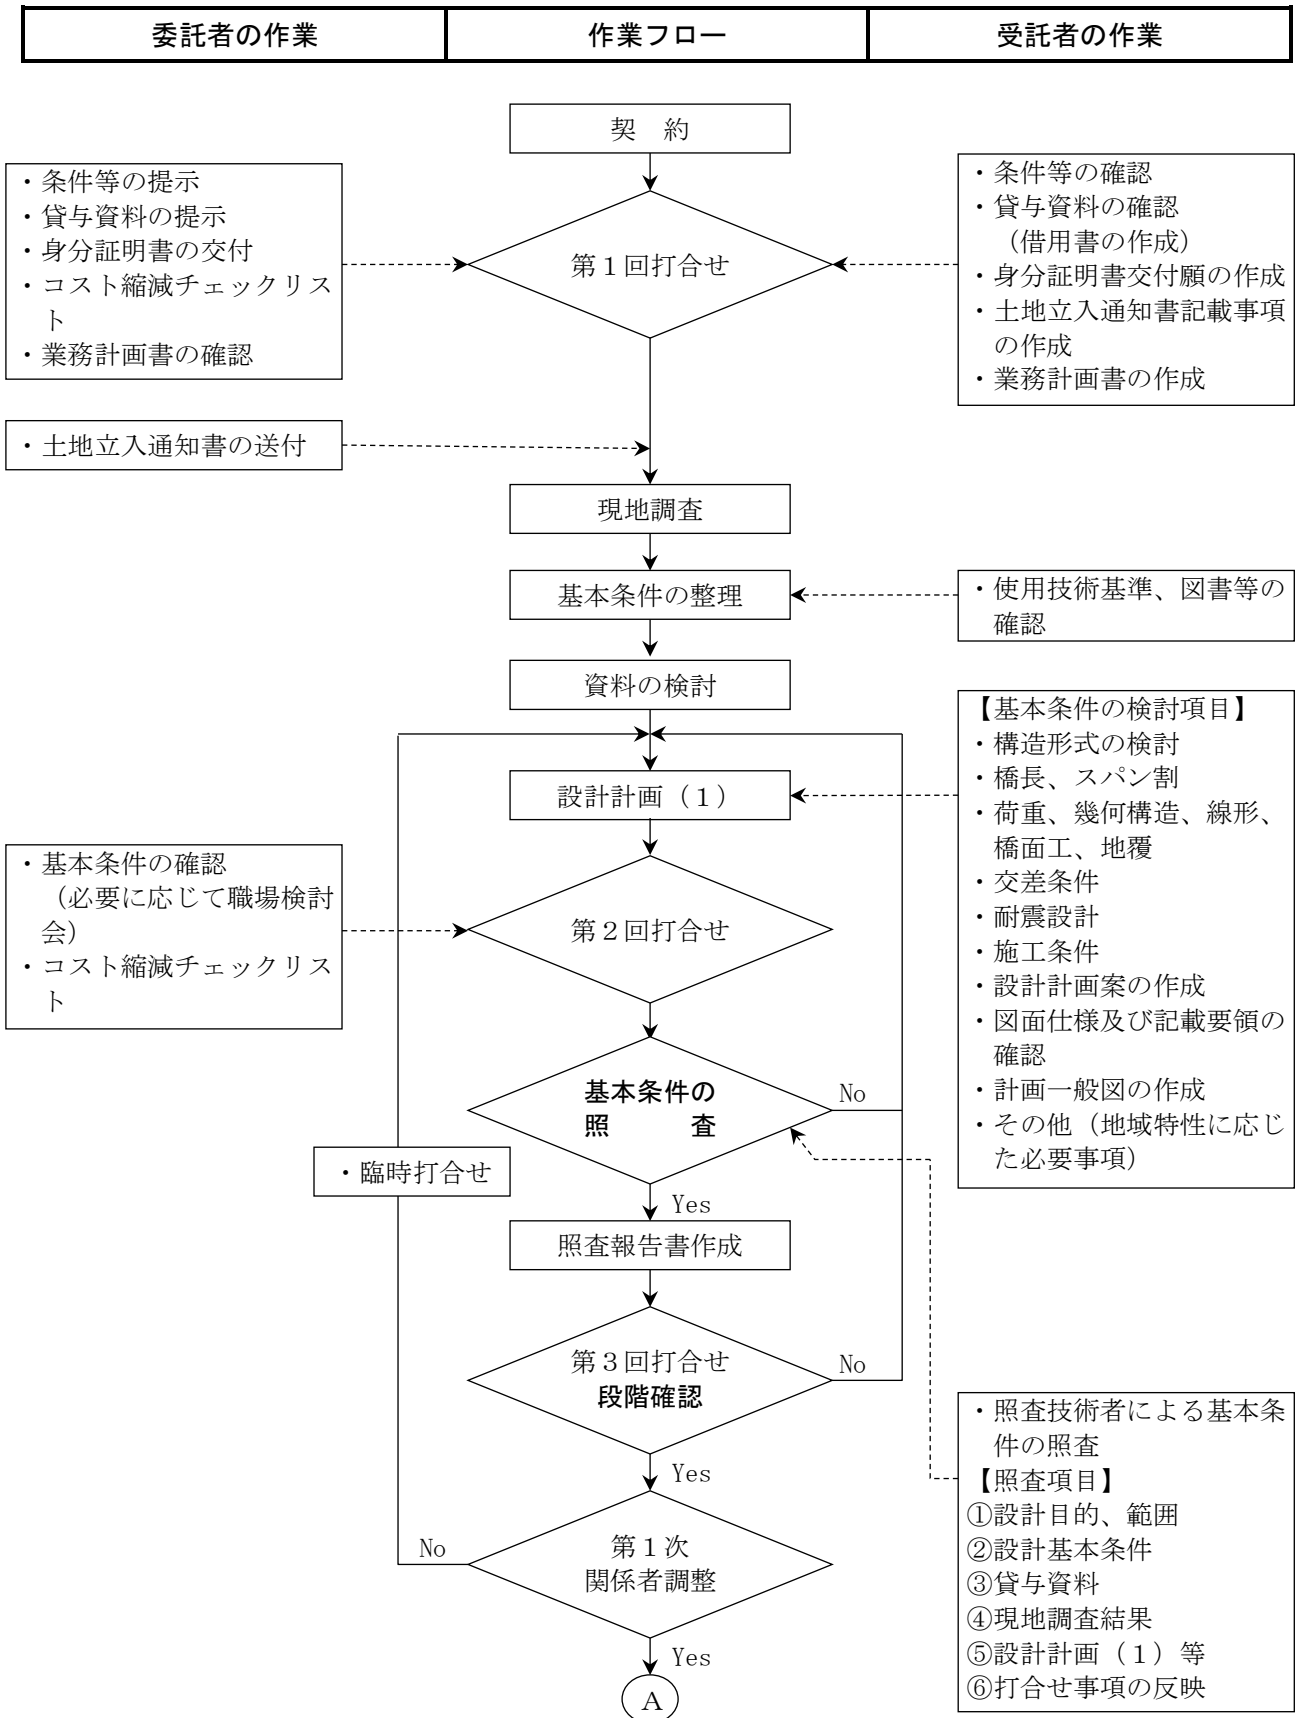 委託者の作業
作業フロー
受託者の作業
契　約
・条件等の提示
・貸与資料の提示
・身分証明書の交付
・コスト縮減チェックリス
ト
・業務計画書の確認
第１回打合せ
・条件等の確認
・貸与資料の確認
（借用書の作成）
・身分証明書交付願の作成
・土地立入通知書記載事項
の作成
・業務計画書の作成
・土地立入通知書の送付
現地調査
基本条件の整理
・使用技術基準、図書等の
確認
資料の検討
設計計画（１）
【基本条件の検討項目】
・構造形式の検討
・橋長、スパン割
・荷重、幾何構造、線形、
橋面工、地覆
・交差条件
・耐震設計
・施工条件
・設計計画案の作成
・図面仕様及び記載要領の
確認
・計画一般図の作成
・その他（地域特性に応じ
た必要事項）
・基本条件の確認
（必要に応じて職場検討
会）
・コスト縮減チェックリス
ト
第２回打合せ
基本条件の
照　　査
No
・臨時打合せ
Yes
照査報告書作成
第３回打合せ
段階確認
No
Yes
・照査技術者による基本条
件の照査
【照査項目】
①設計目的、範囲
②設計基本条件
③貸与資料
④現地調査結果
⑤設計計画（１）等
⑥打合せ事項の反映
No
第１次
関係者調整
Yes
A